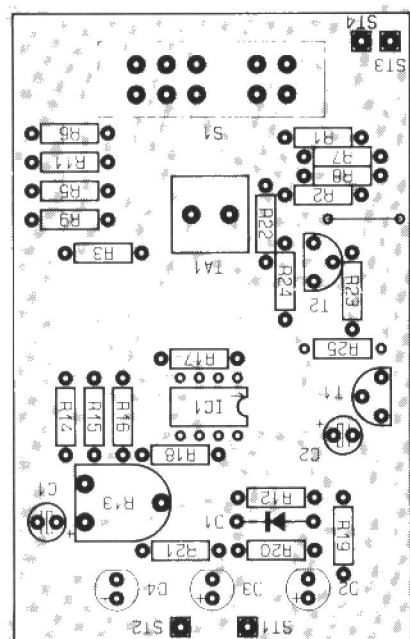 ST4
ST3
S1
R6
R1
R11
R7
R8
R5
R2
R9
R22
R3
TA1
R24
T2
R23
R25
R17
T1
IC1
R14
R15
R16
C2
R18
C1
R13
R12
D1
R19
R21
R20
D4
D3
D2
ST2
ST1